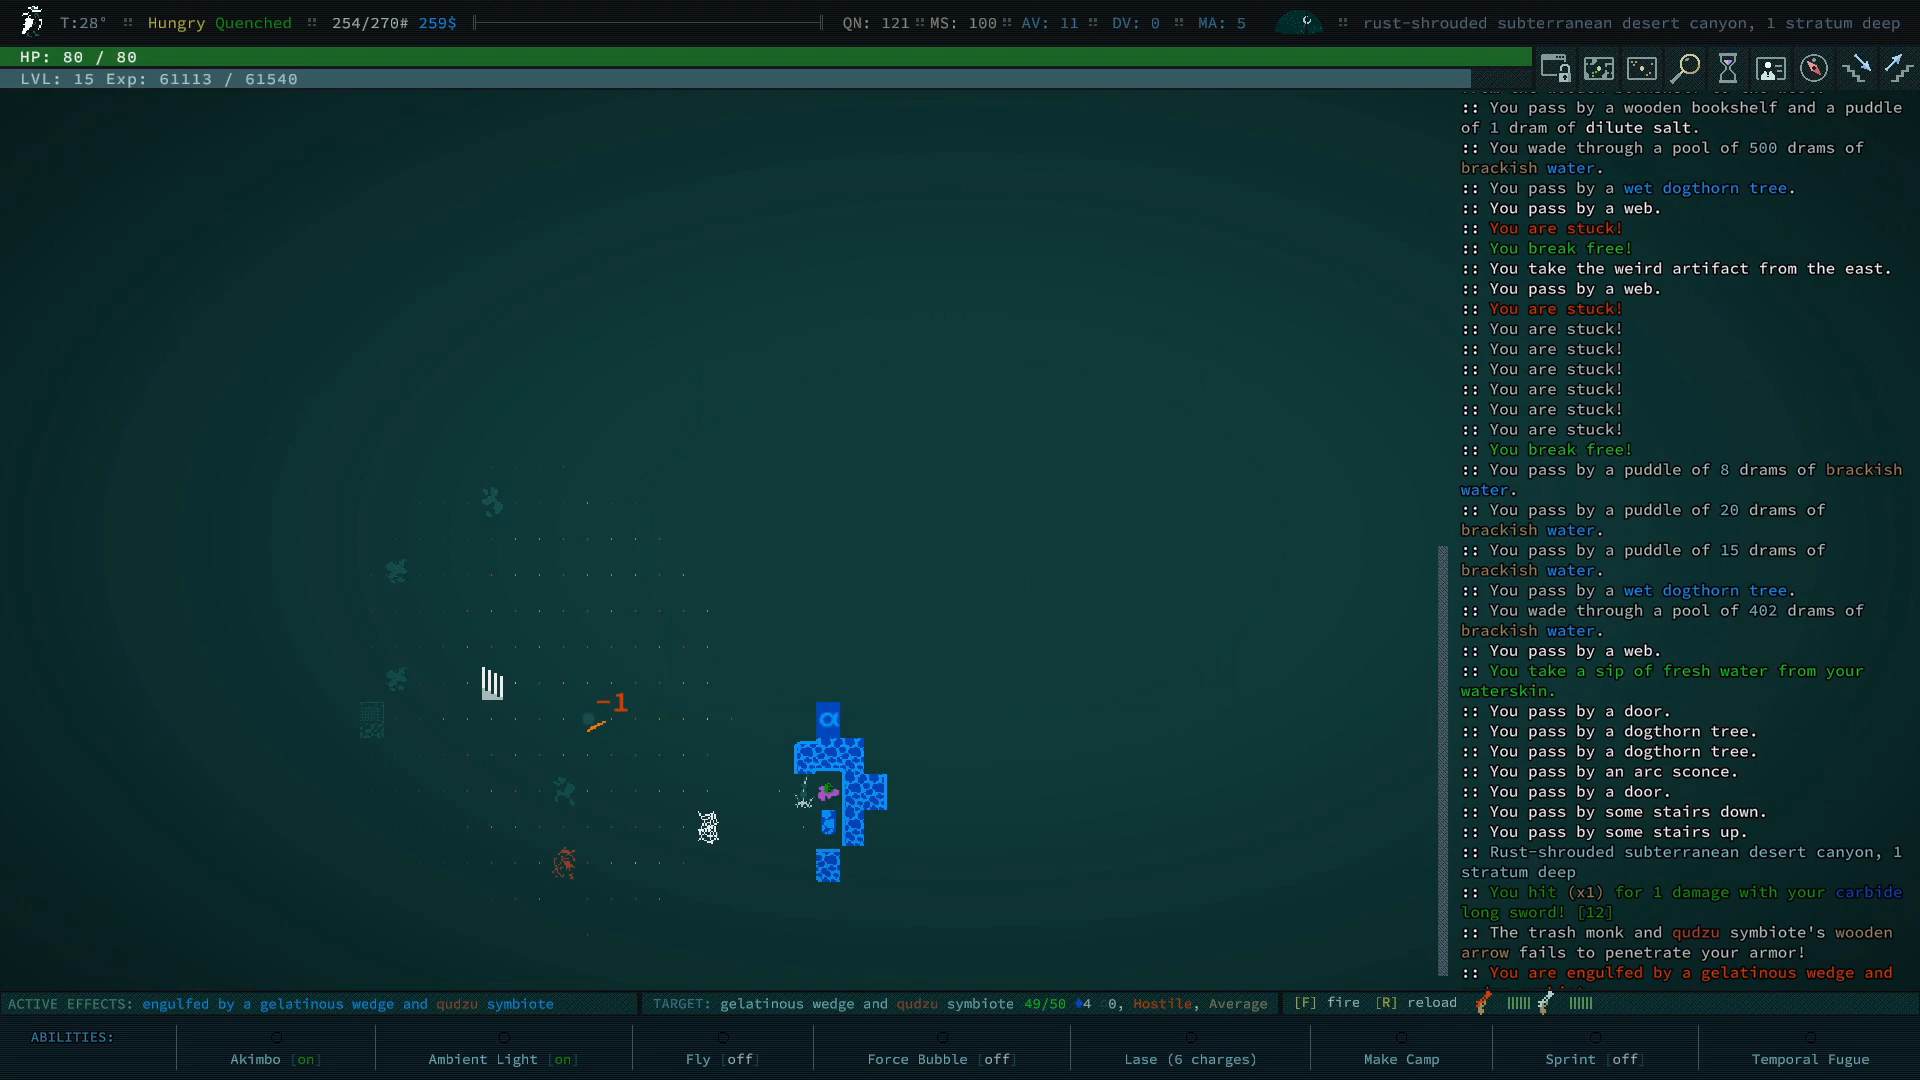 T:28° :: Hungry Quenched :: 254/270# 259$ QN: 121 :: MS: 100 :: AV: 11 :: DV: 0 :: MA: 5 :: rust-shrouded subterranean desert canyon, 1 stratum deep
HP: 80 / 80
LVL: 15 Exp: 61113 / 61540
:: You pass by a wooden bookshelf and a puddle
of 1 dram of dilute salt.
:: You wade through a pool of 500 drams of
brackish water.
:: You pass by a wet dogthorn tree.
:: You pass by a web.
:: You are stuck!
:: You break free!
:: You take the weird artifact from the east.
:: You pass by a web.
:: You are stuck!
:: You are stuck!
:: You are stuck!
:: You are stuck!
:: You are stuck!
:: You are stuck!
:: You are stuck!
:: You break free!
:: You pass by a puddle of 8 drams of brackish
water.
:: You pass by a puddle of 20 drams of
brackish water.
:: You pass by a puddle of 15 drams of
brackish water.
:: You pass by a wet dogthorn tree.
:: You wade through a pool of 402 drams of
brackish water.
:: You pass by a web.
:: You take a sip of fresh water from your
waterskin.
:: You pass by a door.
:: You pass by a dogthorn tree.
:: You pass by a dogthorn tree.
:: You pass by an arc sconce.
:: You pass by a door.
:: You pass by some stairs down.
:: You pass by some stairs up.
:: Rust-shrouded subterranean desert canyon, 1
stratum deep
:: You hit (x1) for 1 damage with your carbide
long sword! [12]
:: The trash monk and qudzu symbiote's wooden
arrow fails to penetrate your armor!
:: You are engulfed by a gelatinous wedge and
-1
α
ACTIVE EFFECTS: engulfed by a gelatinous wedge and qudzu symbiote
TARGET: gelatinous wedge and qudzu symbiote 49/50 ♦4 ○0, Hostile, Average
[F] fire [R] reload
ABILITIES:
Akimbo [on]
Ambient Light [on]
Fly [off]
Force Bubble [off]
Lase (6 charges)
Make Camp
Sprint [off]
Temporal Fugue